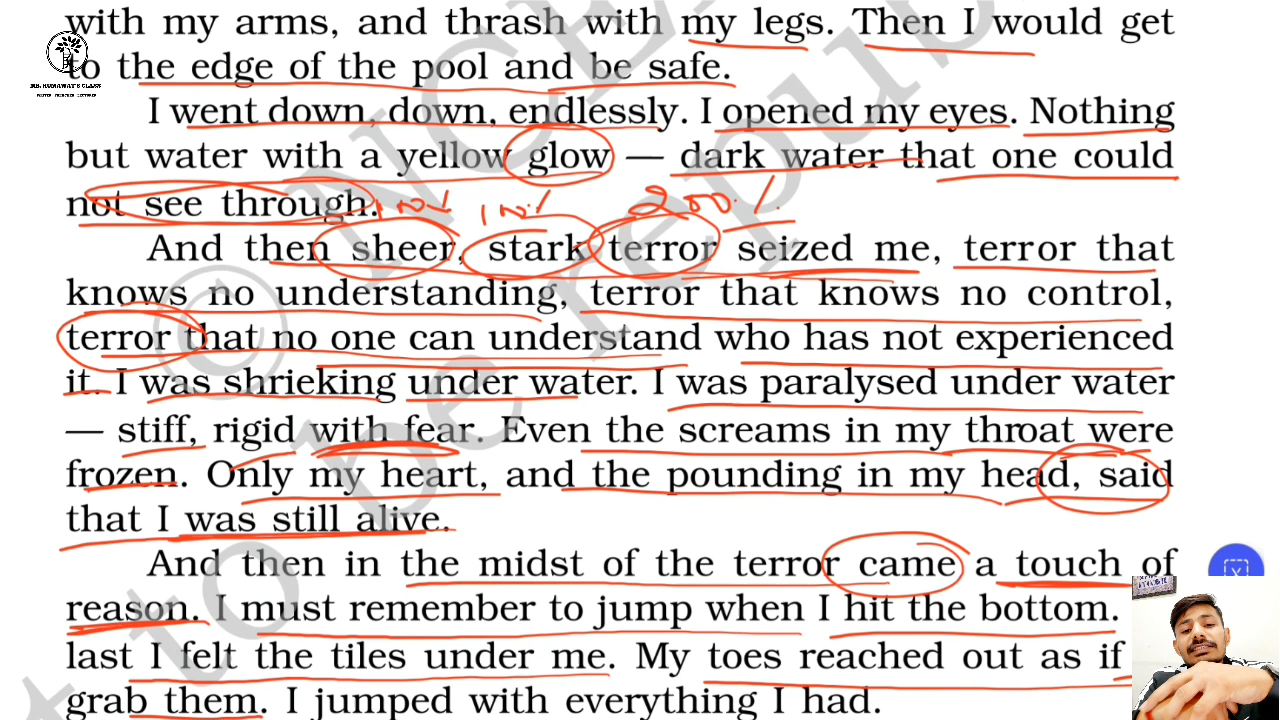 with my arms, and thrash with my legs. Then I would get
to the edge of the pool and be safe.
I went down, down, endlessly. I opened my eyes. Nothing
but water with a yellow glow — dark water that one could
not see through.
100% 100% 200%
And then sheer, stark terror seized me, terror that
knows no understanding, terror that knows no control,
terror that no one can understand who has not experienced
it. I was shrieking under water. I was paralysed under water
— stiff, rigid with fear. Even the screams in my throat were
frozen. Only my heart, and the pounding in my head, said
that I was still alive.
And then in the midst of the terror came a touch of
reason. I must remember to jump when I hit the bottom.
last I felt the tiles under me. My toes reached out as if
grab them. I jumped with everything I had.